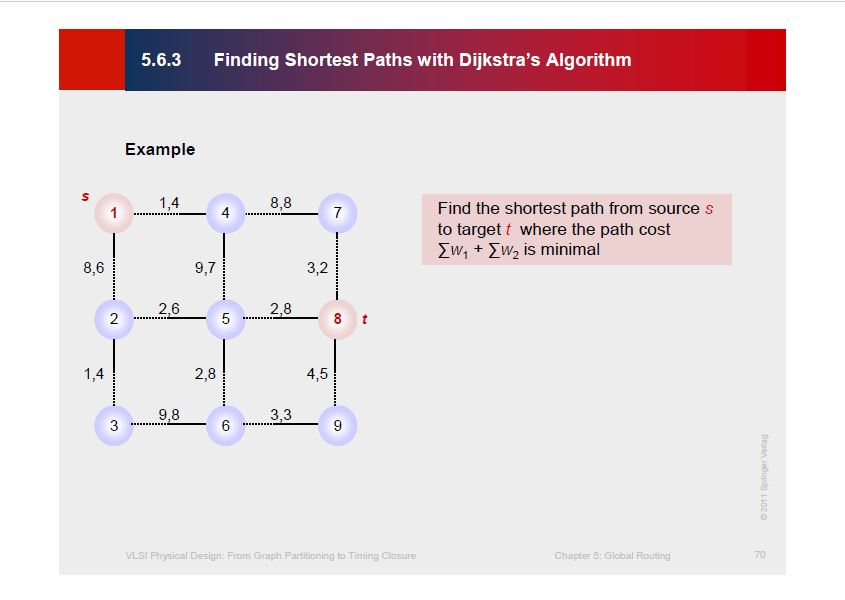 5.6.3 Finding Shortest Paths with Dijkstra's Algorithm
Example
s
1
1,4
4
8,8
7
Find the shortest path from source s
to target t where the path cost
∑w₁ + ∑w₂ is minimal
8,6
9,7
3,2
2
2,6
5
2,8
8
t
1,4
2,8
4,5
3
9,8
6
3,3
9
© 2011 Springer Verlag
VLSI Physical Design: From Graph Partitioning to Timing Closure
Chapter 5: Global Routing
70